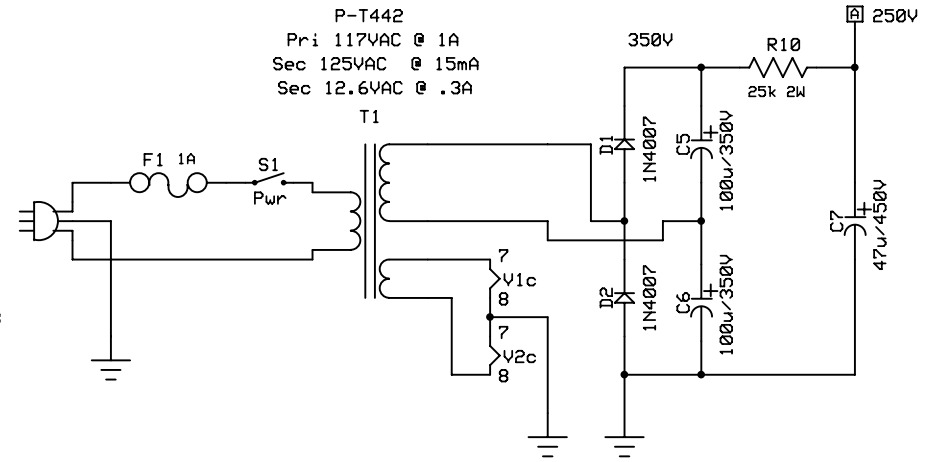 P-T442
Pri 117VAC @ 1A
Sec 125VAC @ 15mA
Sec 12.6VAC @ .3A
T1
A 250V
350V
R10
25k 2W
F1 1A
S1
Pwr
D1
1N4007
C5
100u/350V
C7
47u/450V
7
V1c
8
7
V2c
8
D2
1N4007
C6
100u/350V